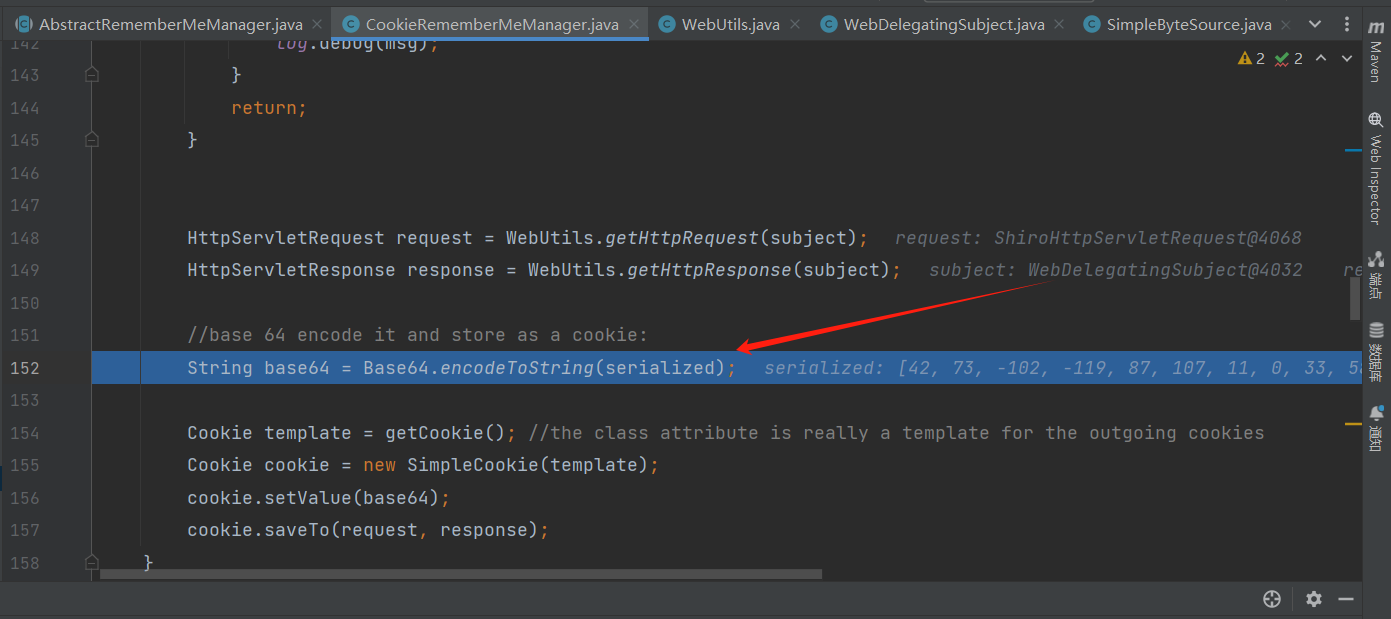 AbstractRememberMeManager.java CookieRememberMeManager.java WebUtils.java WebDelegatingSubject.java SimpleByteSource.java
142 log.debug(msg);
2 2
143 }
144 return;
145 }
146
147
148 HttpServletRequest request = WebUtils.getHttpRequest(subject); request: ShiroHttpServletRequest@4068
149 HttpServletResponse response = WebUtils.getHttpResponse(subject); subject: WebDelegatingSubject@4032 re
150
151 //base 64 encode it and store as a cookie:
152 String base64 = Base64.encodeToString(serialized); serialized: [42, 73, -102, -119, 87, 107, 11, 0, 33,
153
154 Cookie template = getCookie(); //the class attribute is really a template for the outgoing cookies
155 Cookie cookie = new SimpleCookie(template);
156 cookie.setValue(base64);
157 cookie.saveTo(request, response);
158 }
m
Maven
Web Inspector
端点
数据库
通知